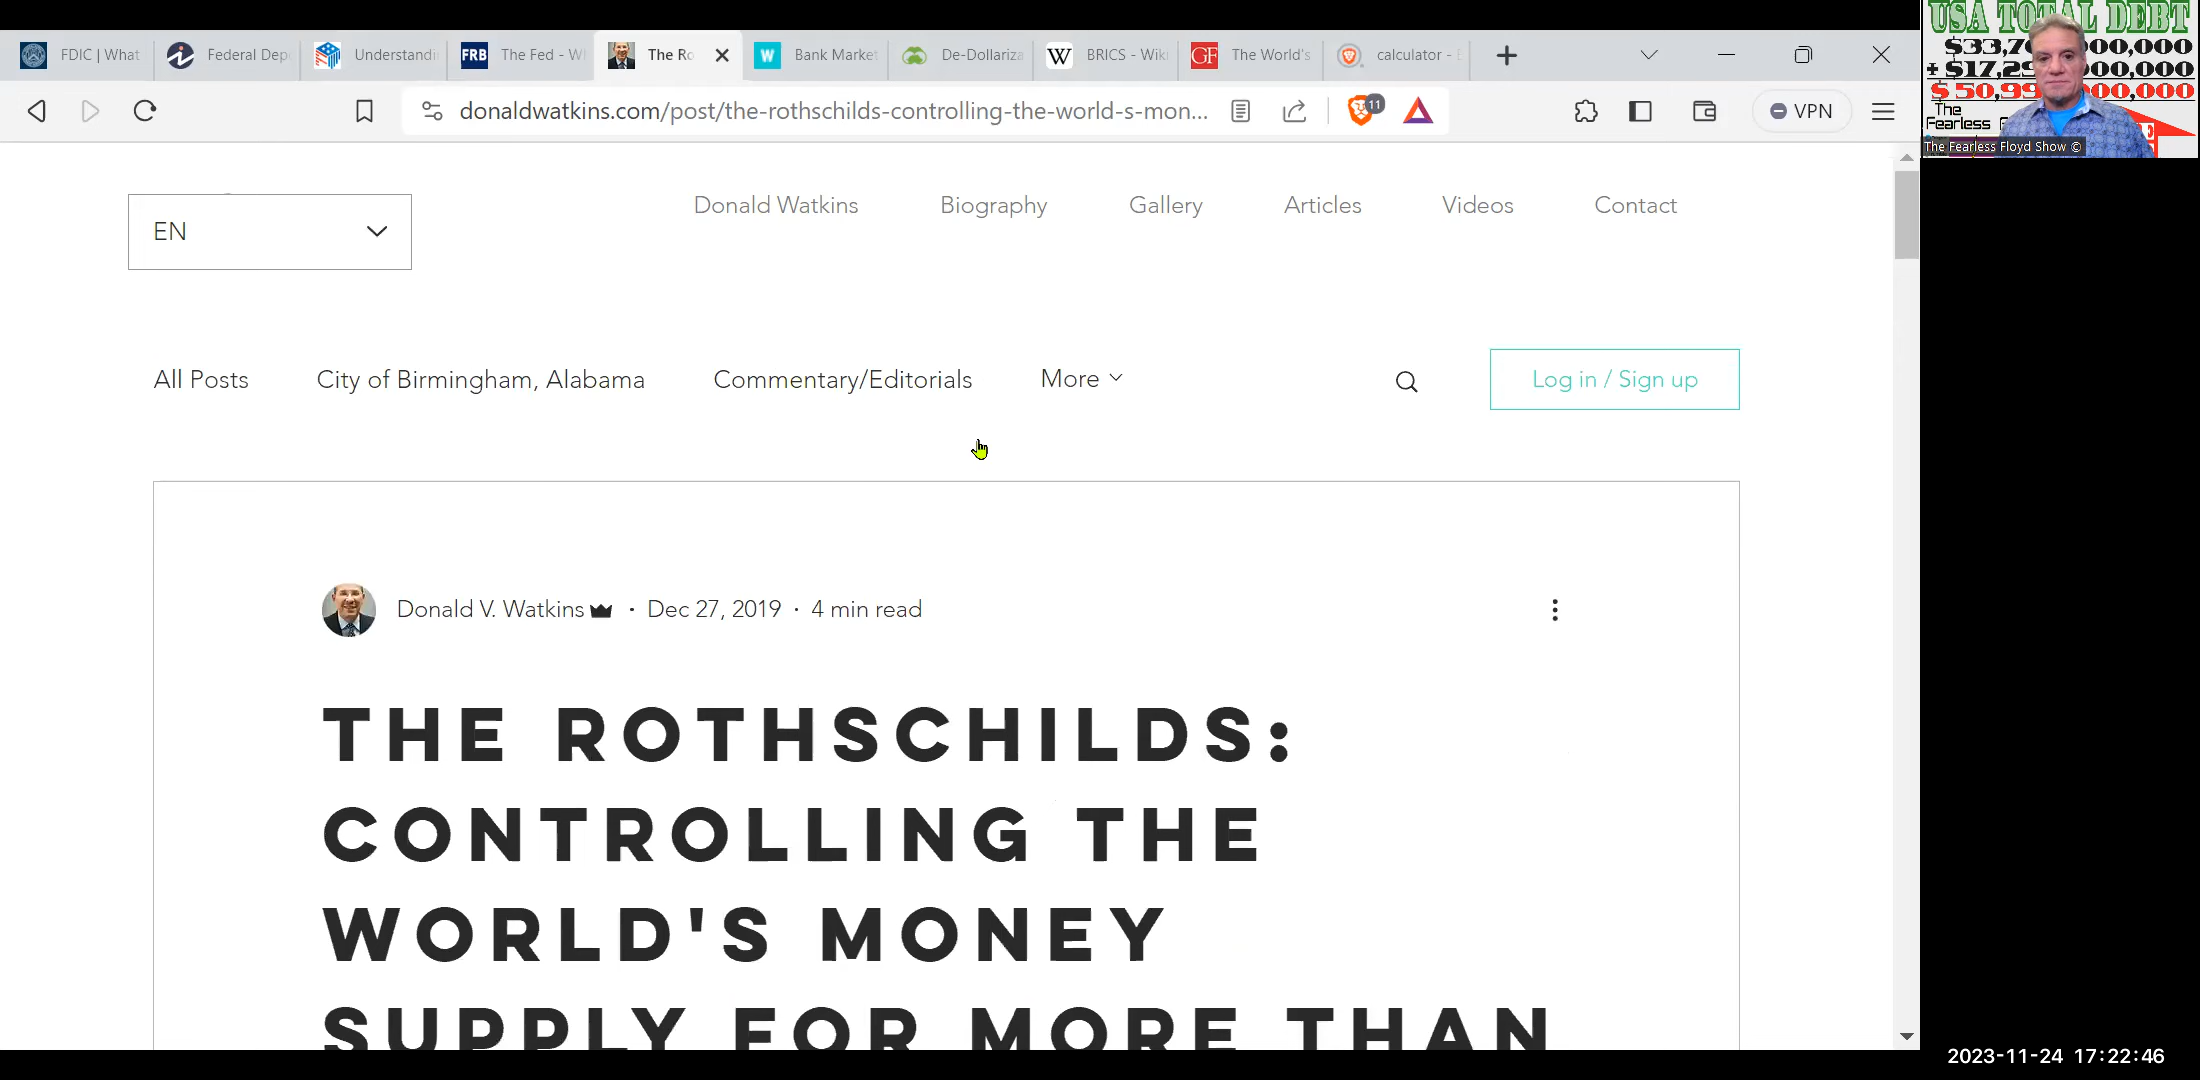 FDIC | What
Federal Dep
Understandi
FRB
The Fed - W
The Ro
W
Bank Market
De-Dollariza
W
BRICS - Wiki
GF
The World's
calculator -
donaldwatkins.com/post/the-rothschilds-controlling-the-world-s-mon...
11
VPN
USA TOTAL DEBT
+
The
Fearless
The Fearless Floyd Show ©
EN
Donald Watkins
Biography
Gallery
Articles
Videos
Contact
All Posts
City of Birmingham, Alabama
Commentary/Editorials
More
Log in / Sign up
Donald V. Watkins · Dec 27, 2019 · 4 min read
THE ROTHSCHILDS:
CONTROLLING THE
WORLD'S MONEY
SUPPLY FOR MORE THAN
2023-11-24 17:22:46